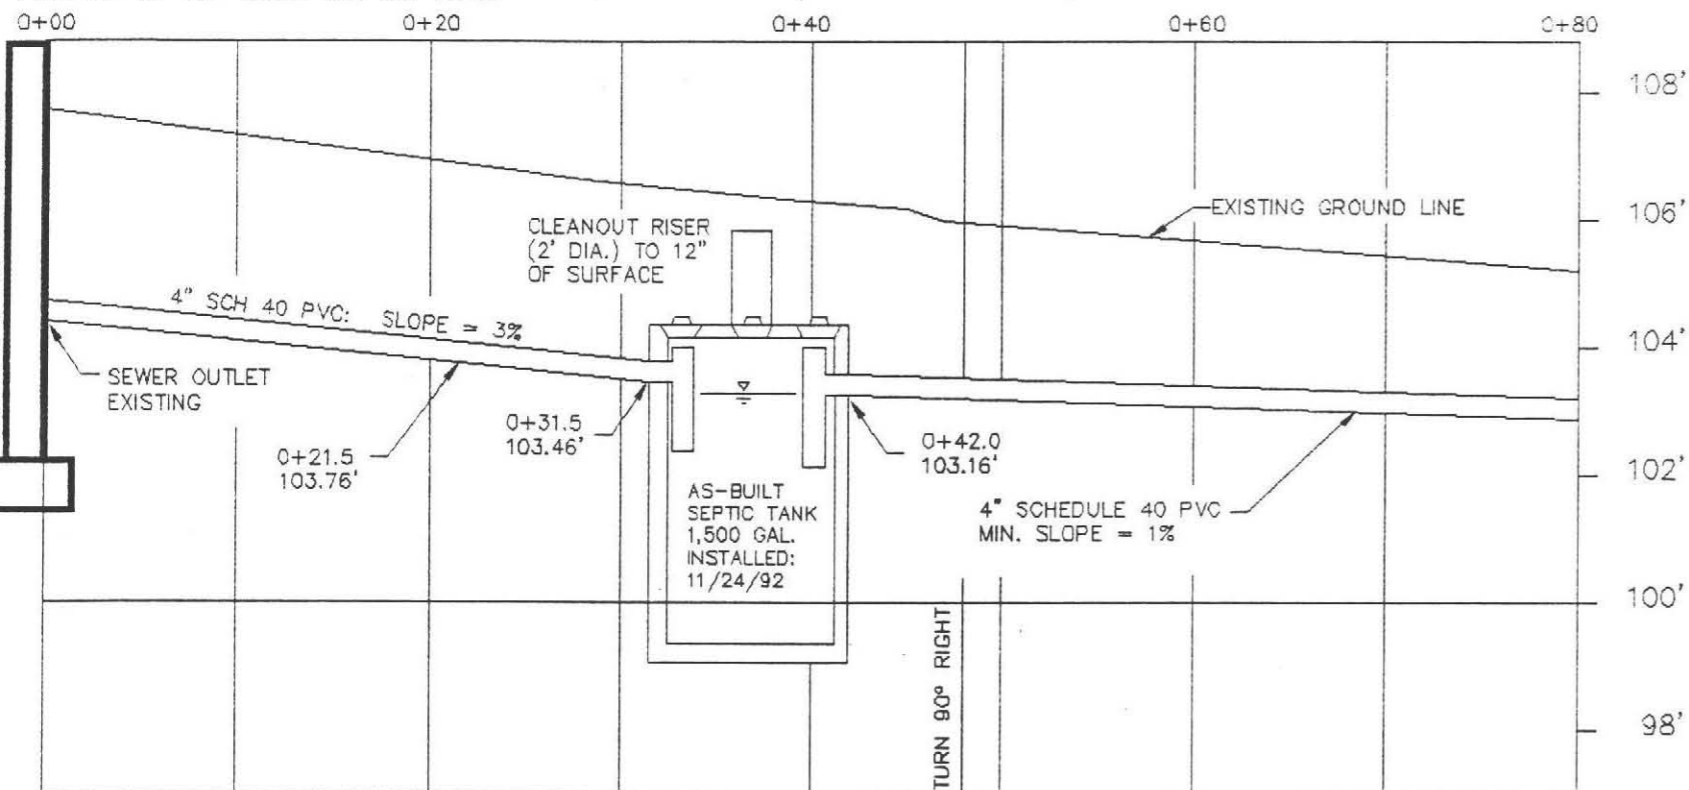 0+00 0+20 0+40 0+60 0+80
108'
106'
104'
102'
100'
98'
EXISTING GROUND LINE
CLEANOUT RISER
(2' DIA.) TO 12"
OF SURFACE
4" SCH 40 PVC: SLOPE = 3%
SEWER OUTLET
EXISTING
0+21.5
103.76'
0+31.5
103.46'
0+42.0
103.16'
AS-BUILT
SEPTIC TANK
1,500 GAL.
INSTALLED:
11/24/92
4" SCHEDULE 40 PVC
MIN. SLOPE = 1%
TURN 90° RIGHT